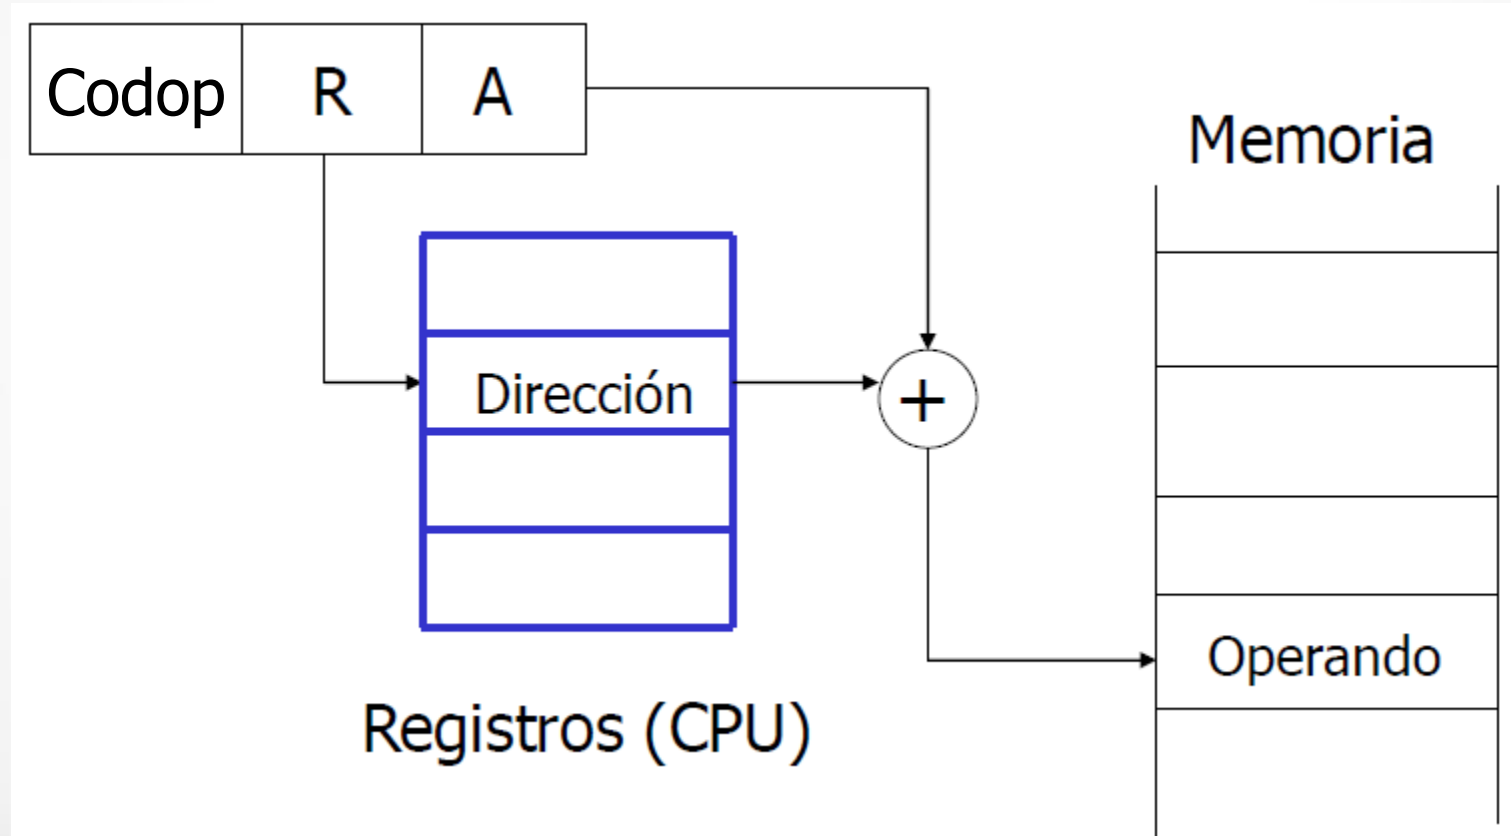 Codop R A
Memoria
Dirección
+
Operando
Registros (CPU)